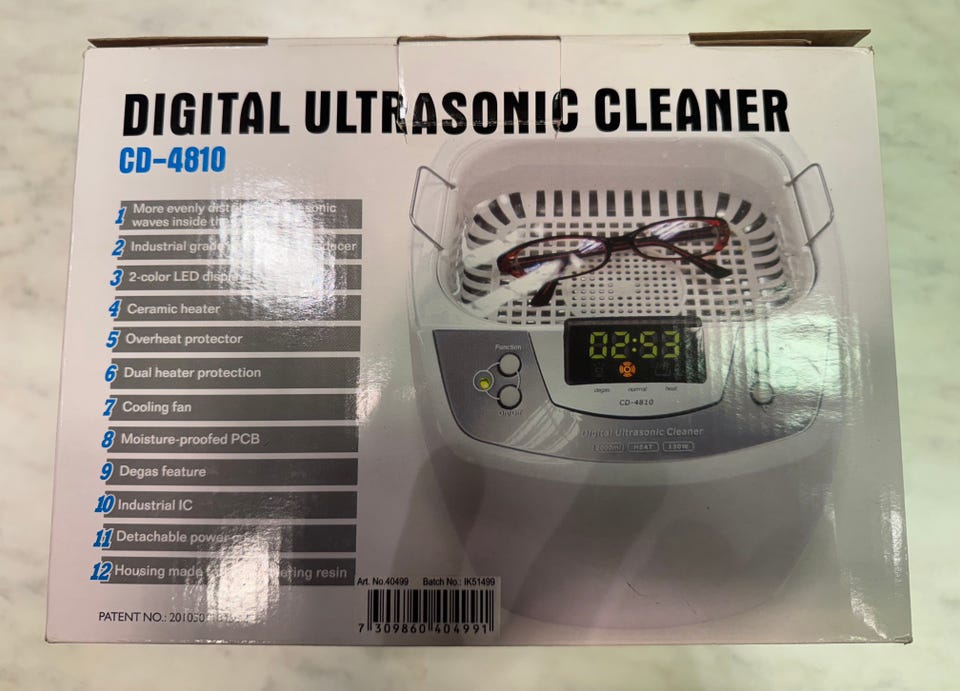 DIGITAL ULTRASONIC CLEANER
CD-4810
1 More evenly
waves inside
2 Industrial grade
3 2-color LED
4 Ceramic heater
5 Overheat protector
6 Dual heater protection
7 Cooling fan
8 Moisture-proofed PCB
9 Degas feature
10 Industrial IC
11 Detachable power
12 Housing made resin
PATENT NO.:
Art. No.40499 Batch No.: IK51499
7 309860 404991
02:53
Function
On/Off
degas normal heat
CD-4810
Digital Ultrasonic Cleaner
HEAT